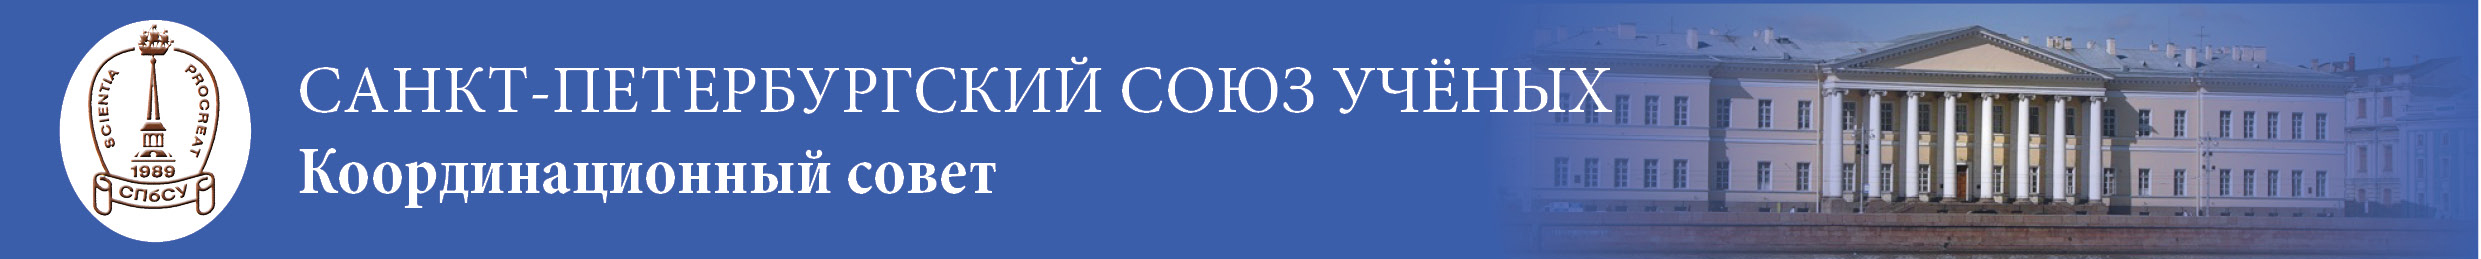 SCIENTIA PROCREAT
1989
СПбСУ
САНКТ-ПЕТЕРБУРГСКИЙ СОЮЗ УЧЁНЫХ
Координационный совет